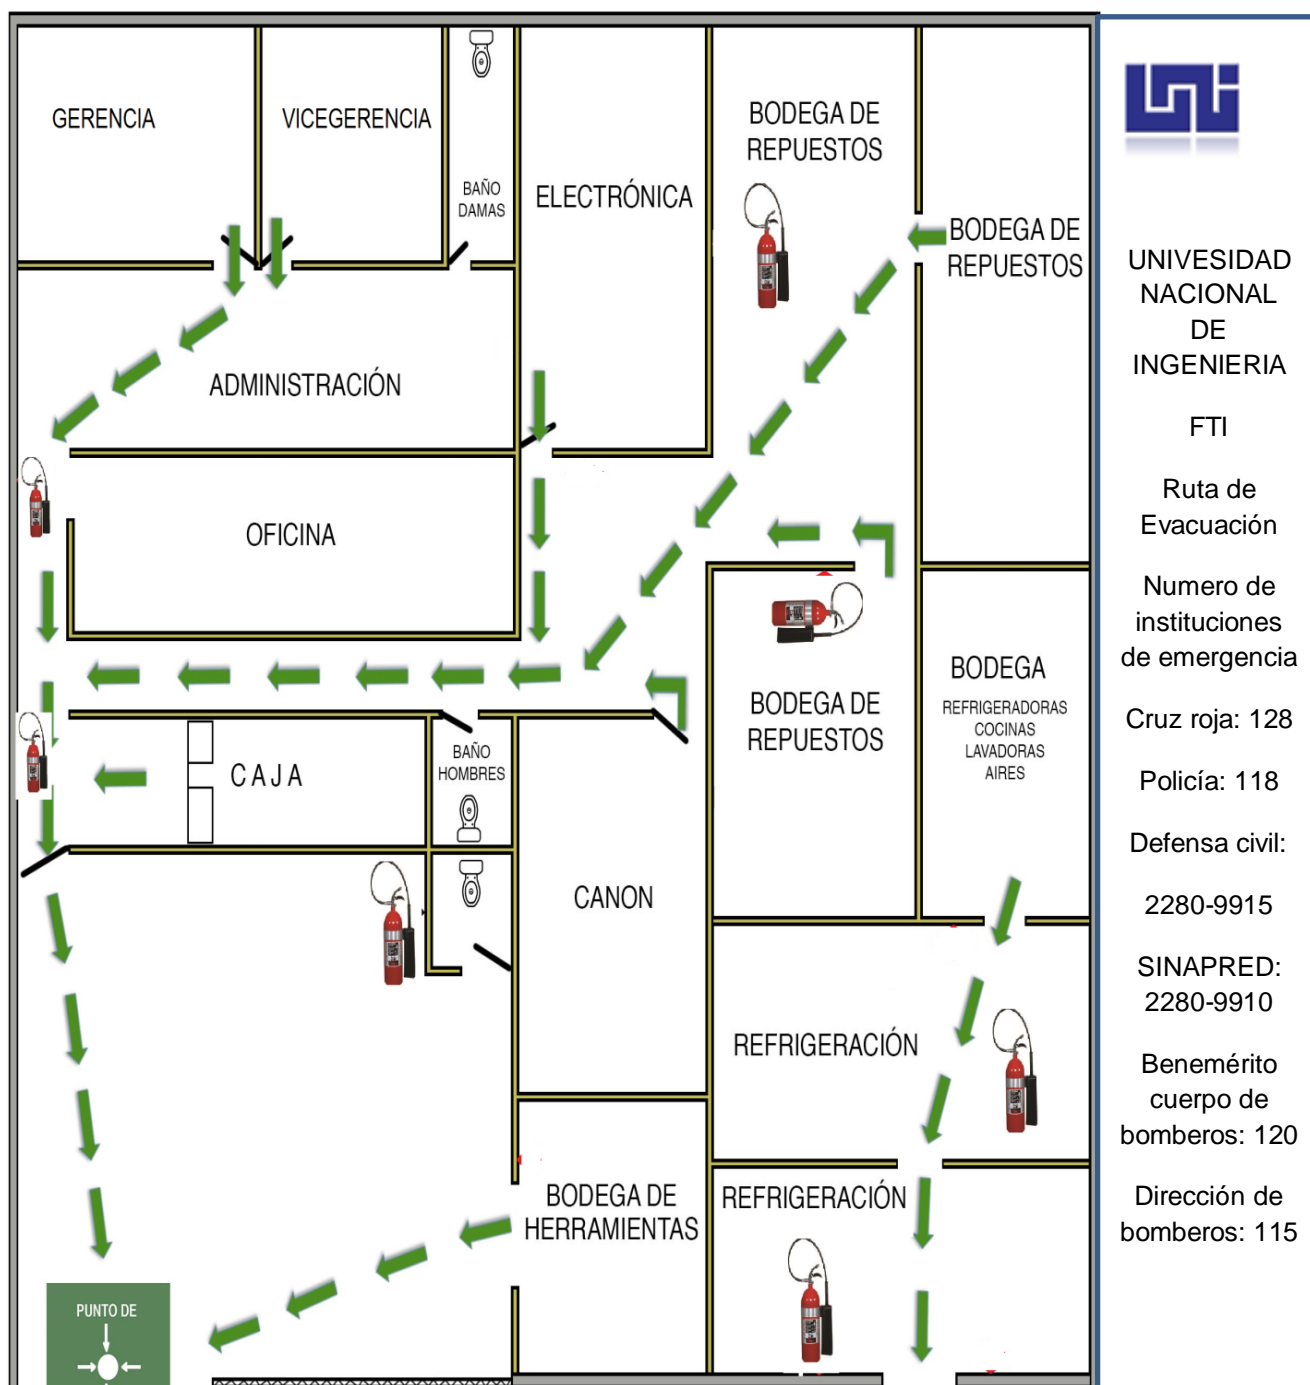 GERENCIA
VICEGERENCIA
BAÑO
DAMAS
ELECTRÓNICA
BODEGA DE
REPUESTOS
BODEGA DE
REPUESTOS
ADMINISTRACIÓN
OFICINA
BODEGA DE
REPUESTOS
BODEGA
REFRIGERADORAS
COCINAS
LAVADORAS
AIRES
CAJA
BAÑO
HOMBRES
CANON
REFRIGERACIÓN
BODEGA DE
HERRAMIENTAS
REFRIGERACIÓN
PUNTO DE
uni
UNIVESIDAD
NACIONAL
DE
INGENIERIA
FTI
Ruta de
Evacuación
Numero de
instituciones
de emergencia
Cruz roja: 128
Policía: 118
Defensa civil:
2280-9915
SINAPRED:
2280-9910
Benemérito
cuerpo de
bomberos: 120
Dirección de
bomberos: 115